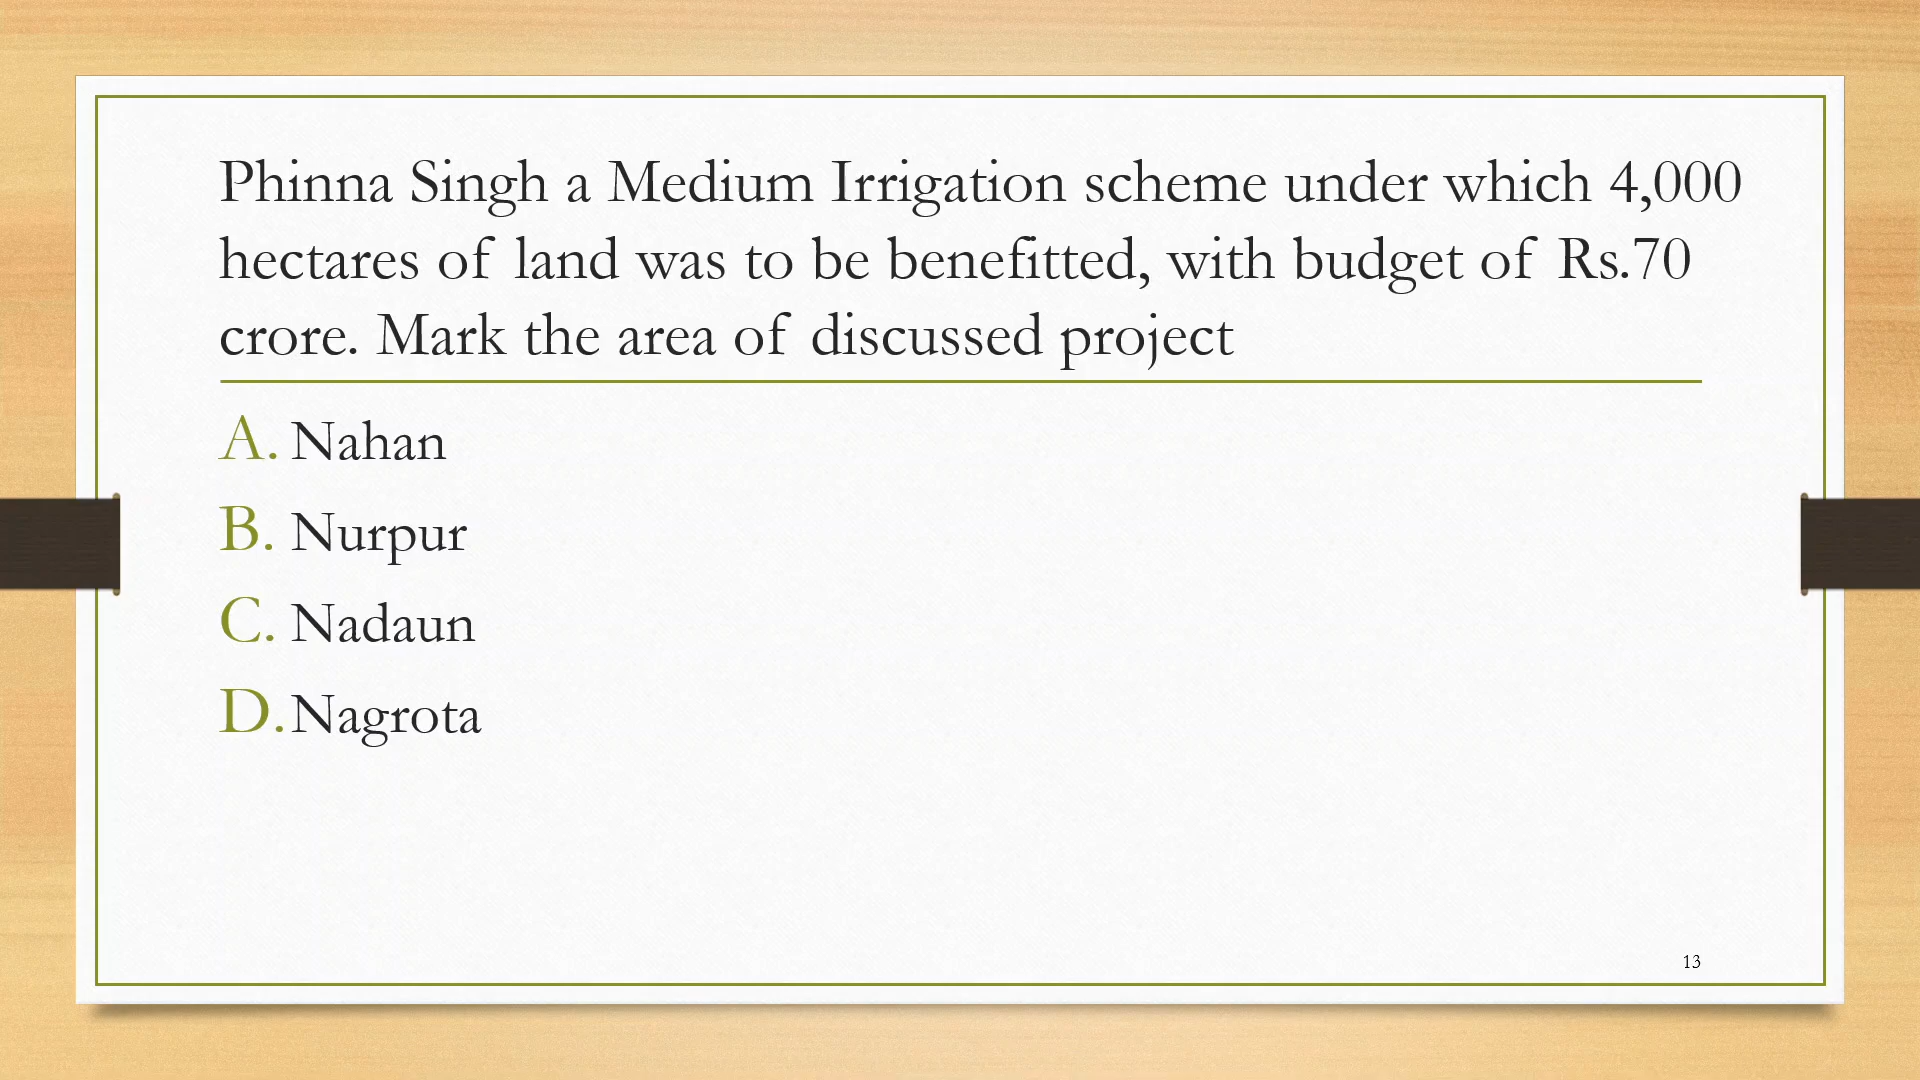 Phinna Singh a Medium Irrigation scheme under which 4,000
hectares of land was to be benefitted, with budget of Rs.70
crore. Mark the area of discussed project
A. Nahan
B. Nurpur
C. Nadaun
D. Nagrota
13